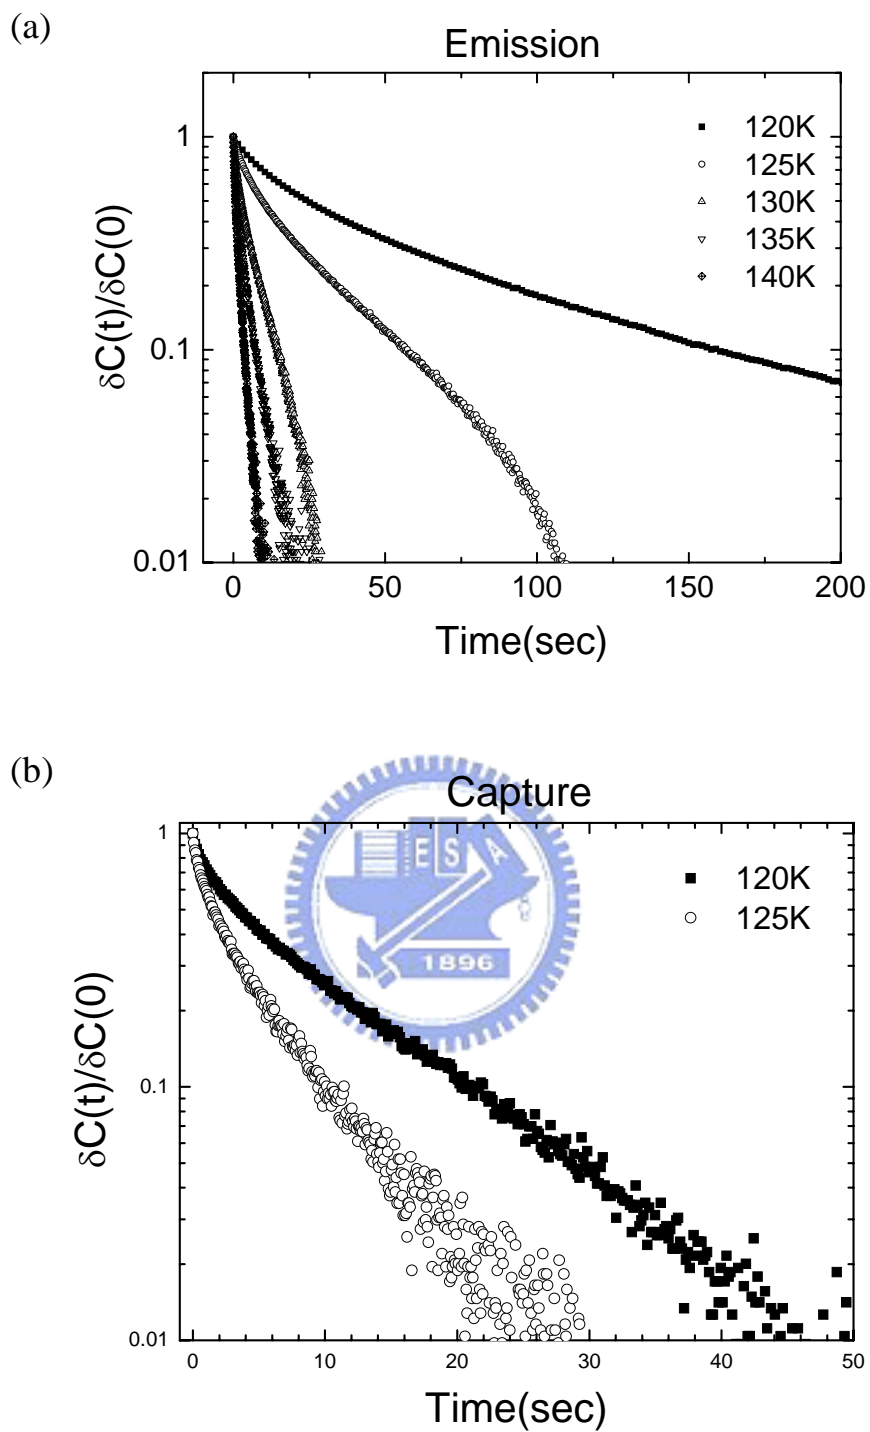 (a)
Emission
120K
125K
130K
135K
140K
1
0.1
0.01
δC(t)/δC(0)
0 50 100 150 200
Time(sec)
(b)
Capture
120K
125K
1
0.1
0.01
δC(t)/δC(0)
E S A
1896
0 10 20 30 40 50
Time(sec)